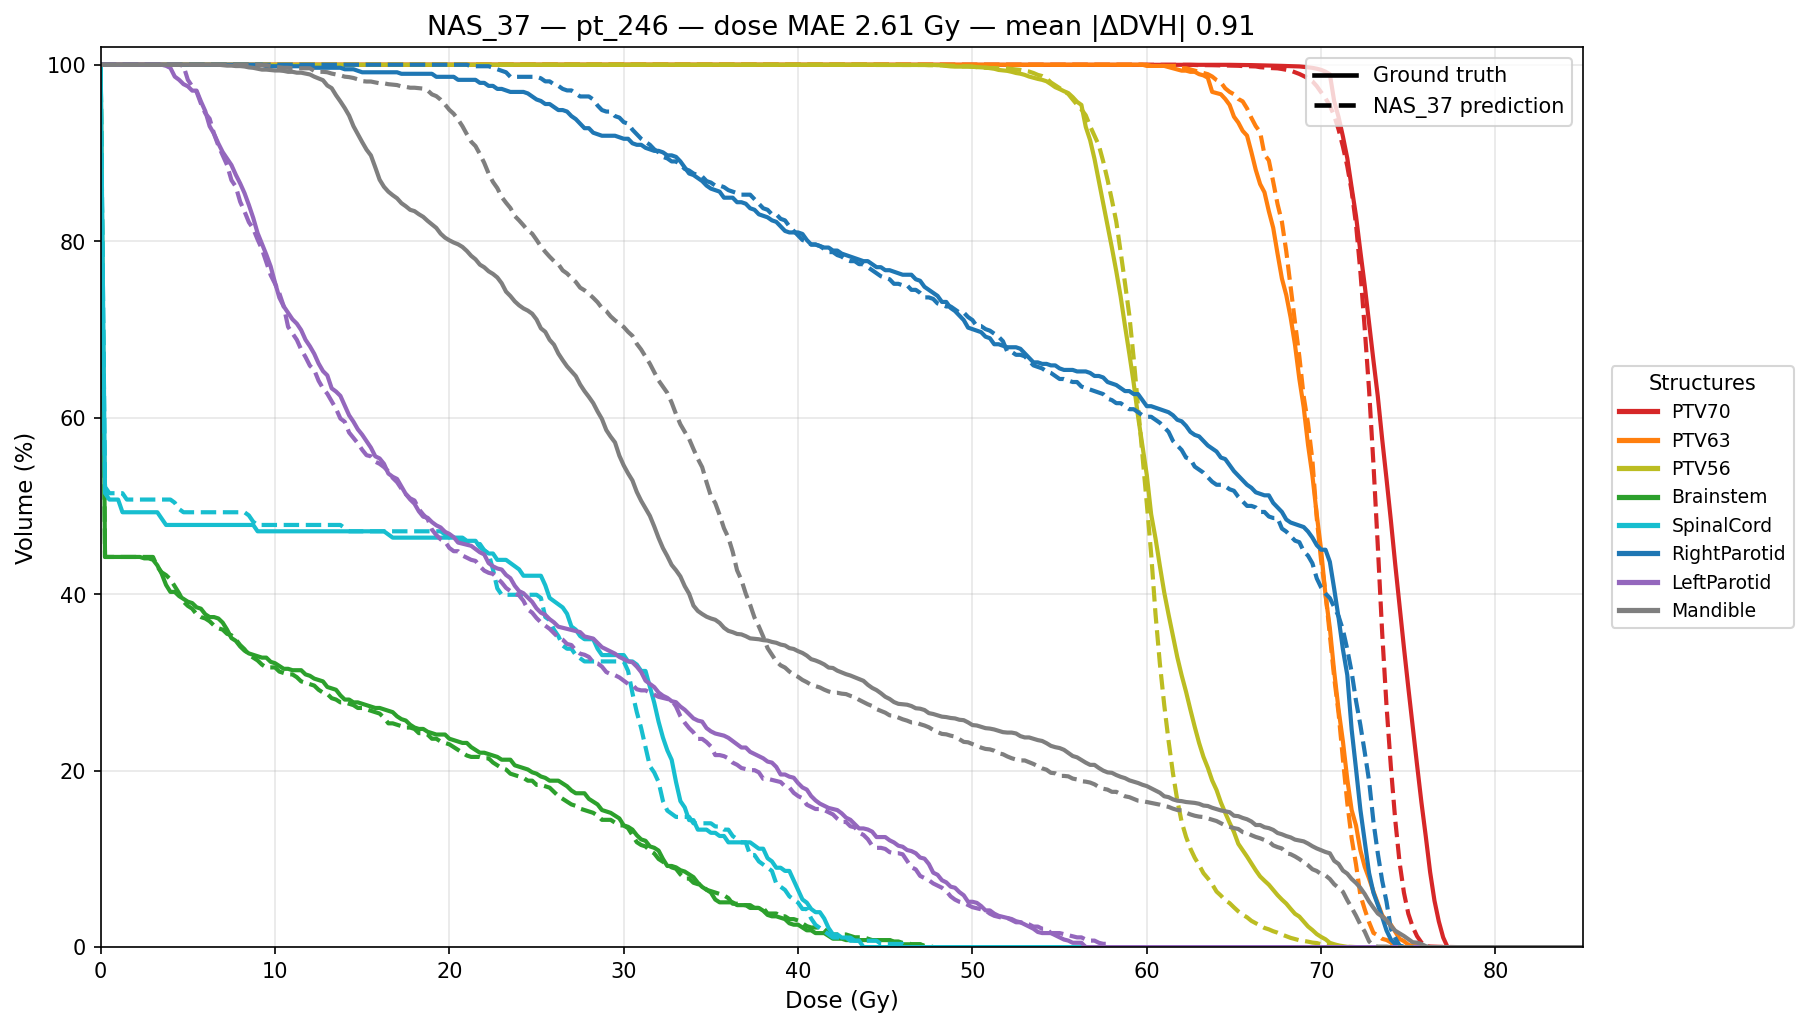 NAS_37 — pt_246 — dose MAE 2.61 Gy — mean |ΔDVH| 0.91
Ground truth
NAS_37 prediction
Volume (%)
100
80
60
40
20
0
0 10 20 30 40 50 60 70 80
Dose (Gy)
Structures
PTV70
PTV63
PTV56
Brainstem
SpinalCord
RightParotid
LeftParotid
Mandible